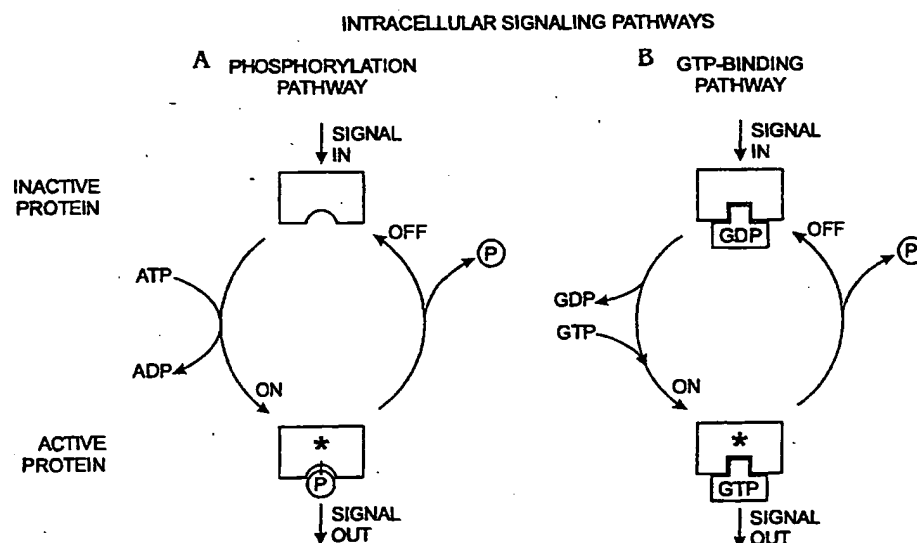 INTRACELLULAR SIGNALING PATHWAYS
A
PHOSPHORYLATION
PATHWAY
SIGNAL
IN
INACTIVE
PROTEIN
OFF
P
ATP
ADP
ON
ACTIVE
PROTEIN
*
P
SIGNAL
OUT
B
GTP-BINDING
PATHWAY
SIGNAL
IN
GDP
OFF
P
GDP
GTP
ON
*
GTP
SIGNAL
OUT